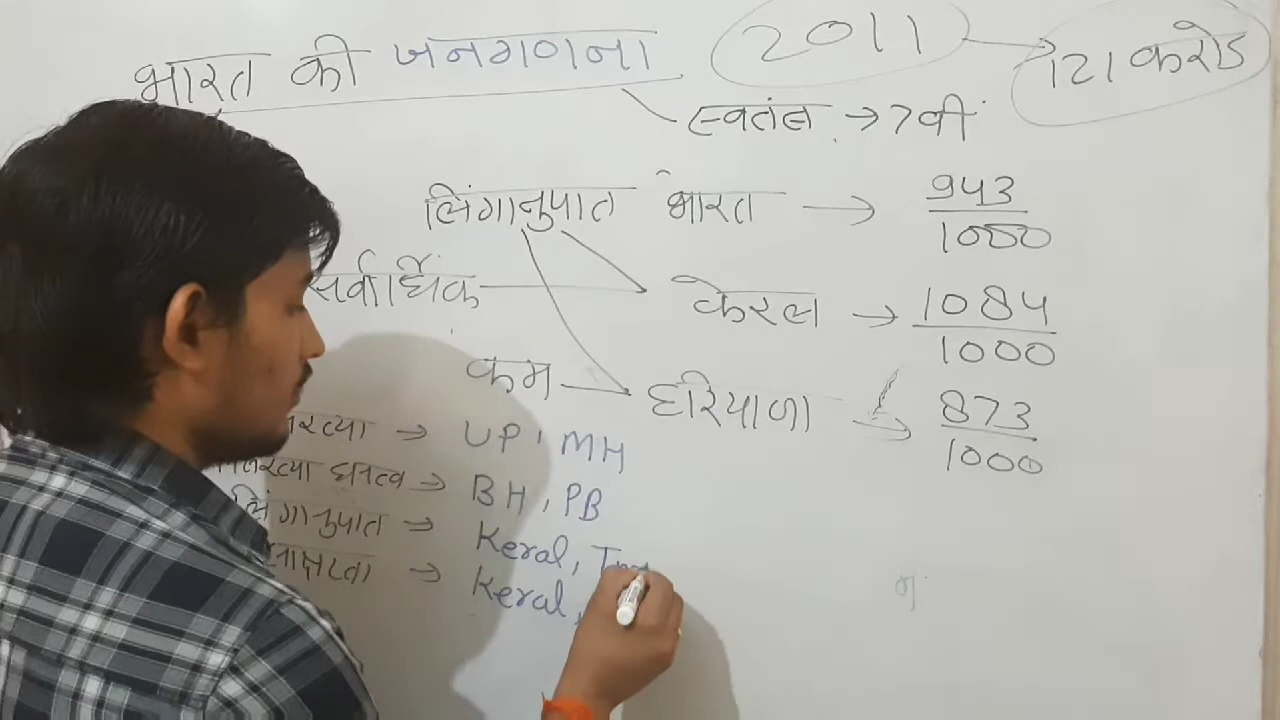 भारत की जनगणना 2011 → 121 करोड
स्वतंत्र → 7वीं
लिंगानुपात भारत → 943/1000
सर्वाधिक केरल → 1084/1000
कम हरियाणा → 873/1000
→ UP, MH
घनत्व → BH, PB
लिंगानुपात → Keral,
→ Keral,